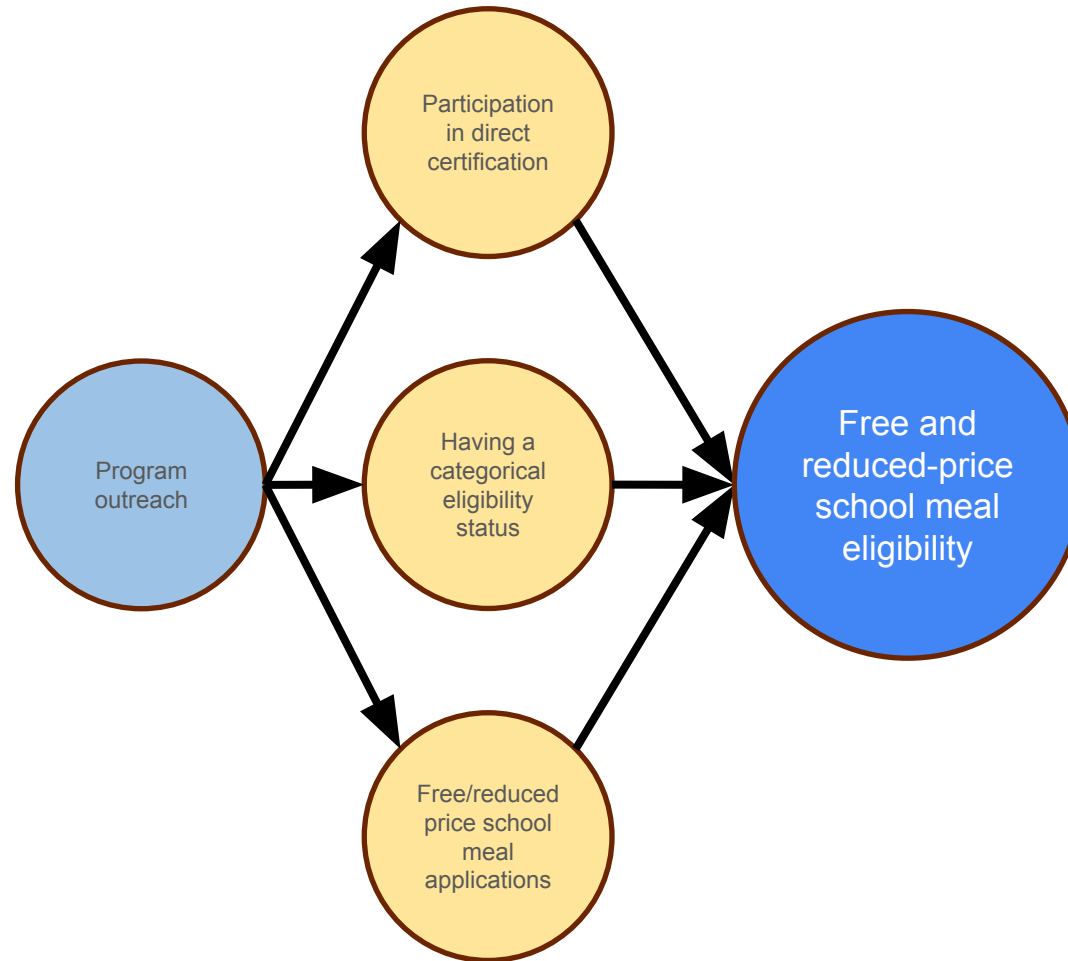 Participation
in direct
certification
Program
outreach
Having a
categorical
eligibility
status
Free and
reduced-price
school meal
eligibility
Free/reduced
price school
meal
applications